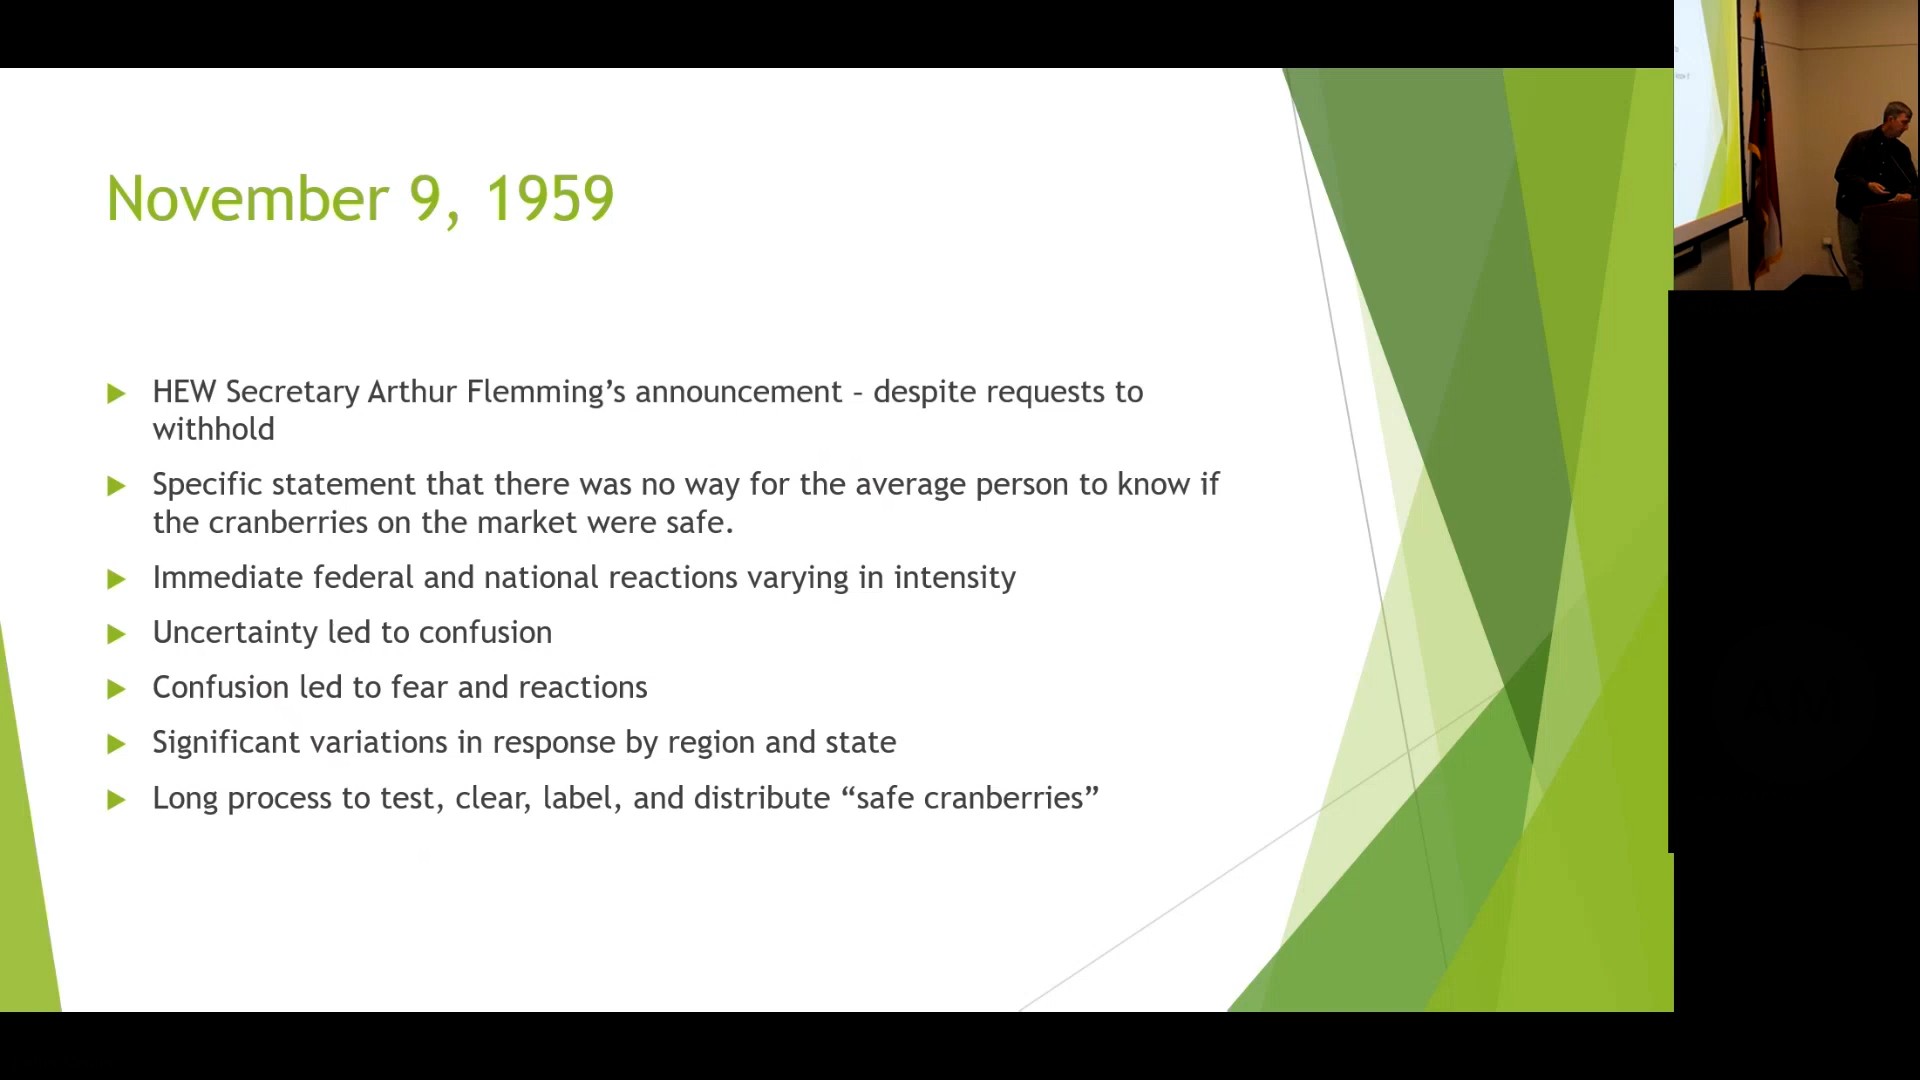 November 9, 1959
HEW Secretary Arthur Flemming’s announcement – despite requests to
withhold
Specific statement that there was no way for the average person to know if
the cranberries on the market were safe.
Immediate federal and national reactions varying in intensity
Uncertainty led to confusion
Confusion led to fear and reactions
Significant variations in response by region and state
Long process to test, clear, label, and distribute “safe cranberries”